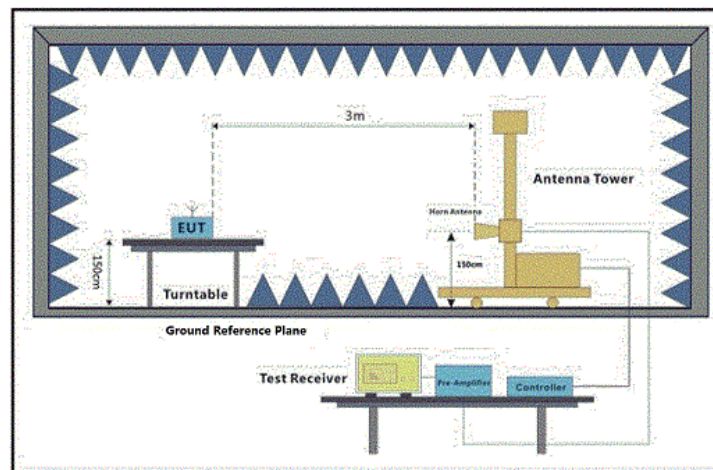 3m
Antenna Tower
Horn Antenna
EUT
150cm
150cm
Turntable
Ground Reference Plane
Test Receiver
Pre-Amplifier
Controller